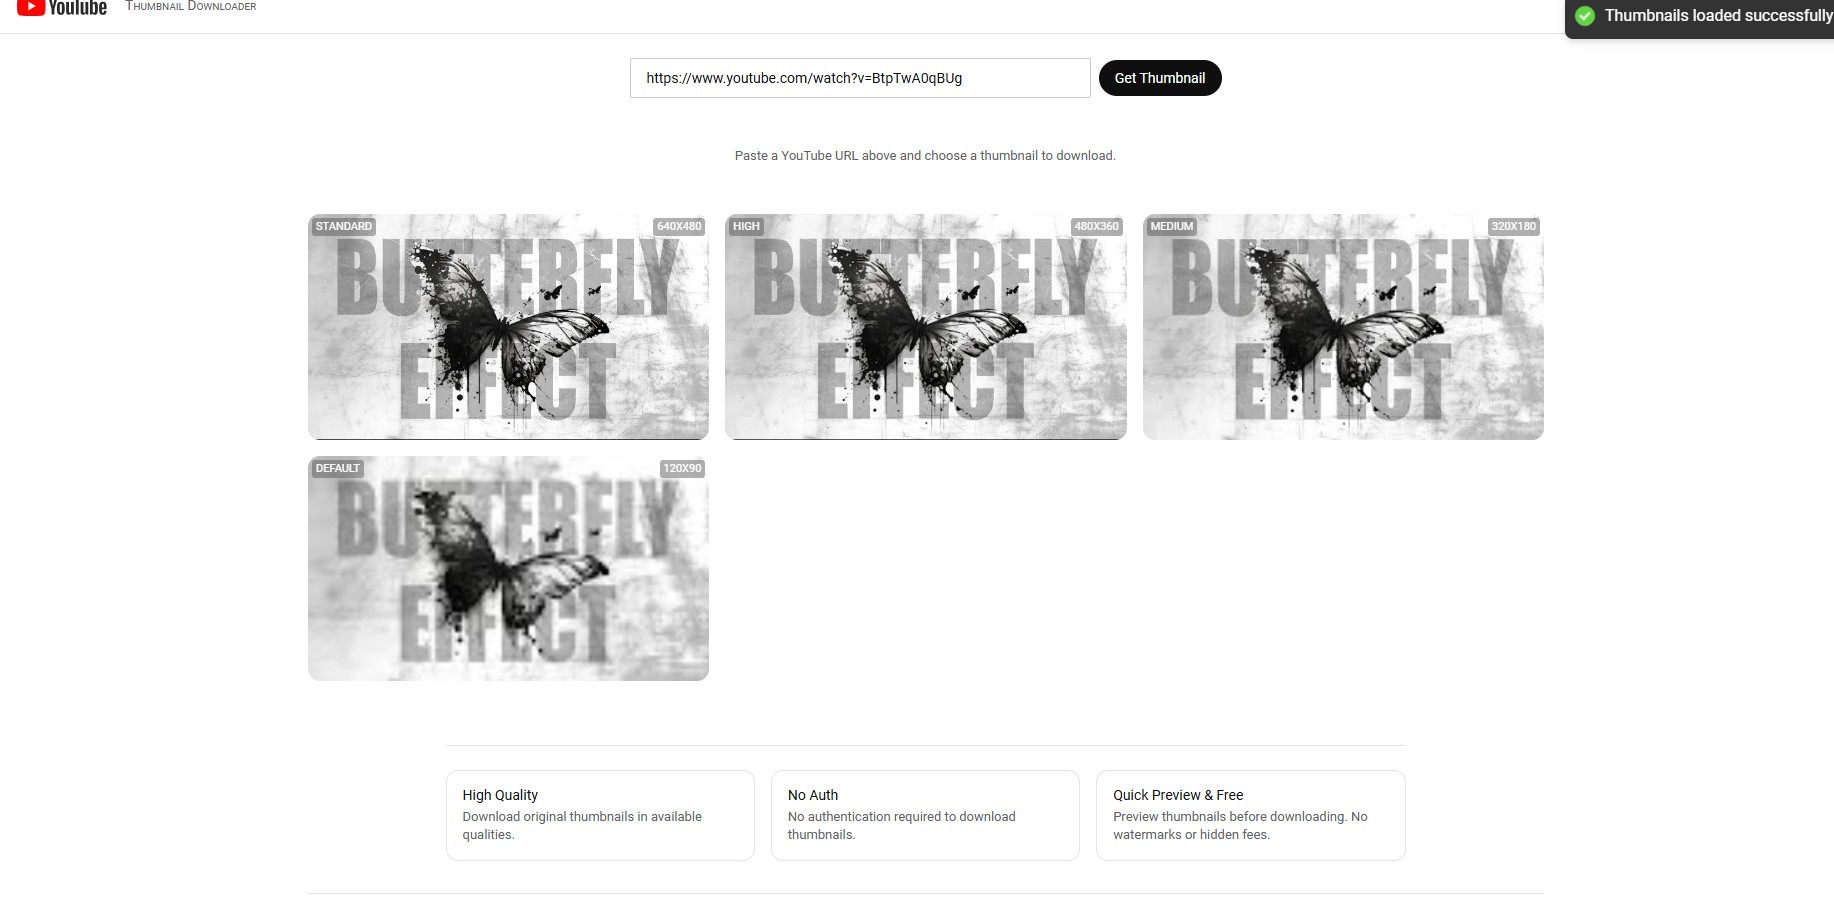 YouTube
THUMBNAIL DOWNLOADER
Thumbnails loaded successfully
https://www.youtube.com/watch?v=BtpTwA0qBUg
Get Thumbnail
Paste a YouTube URL above and choose a thumbnail to download.
STANDARD
640X480
BUTTERFLY
EFFECT
HIGH
480X360
BUTTERFLY
EFFECT
MEDIUM
320X180
BUTTERFLY
EFFECT
DEFAULT
120X90
BUTTERFLY
EFFECT
High Quality
Download original thumbnails in available
qualities.
No Auth
No authentication required to download
thumbnails.
Quick Preview & Free
Preview thumbnails before downloading. No
watermarks or hidden fees.